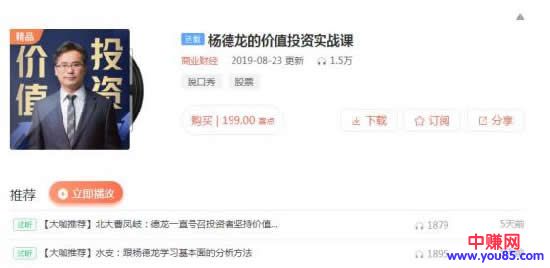 精品
价值
投资
连载 杨德龙的价值投资实战课
商业财经 2019-08-23 更新 1.5万
脱口秀 股票
购买 | 199.00 喜点 下载 订阅 分享
推荐 立即播放
试听 【大咖推荐】北大曹凤岐：德龙一直号召投资者坚持价值... 1879 5天前
试听 【大咖推荐】水皮：跟杨德龙学习基本面的分析方法 1895
中赚网
www.you85.com